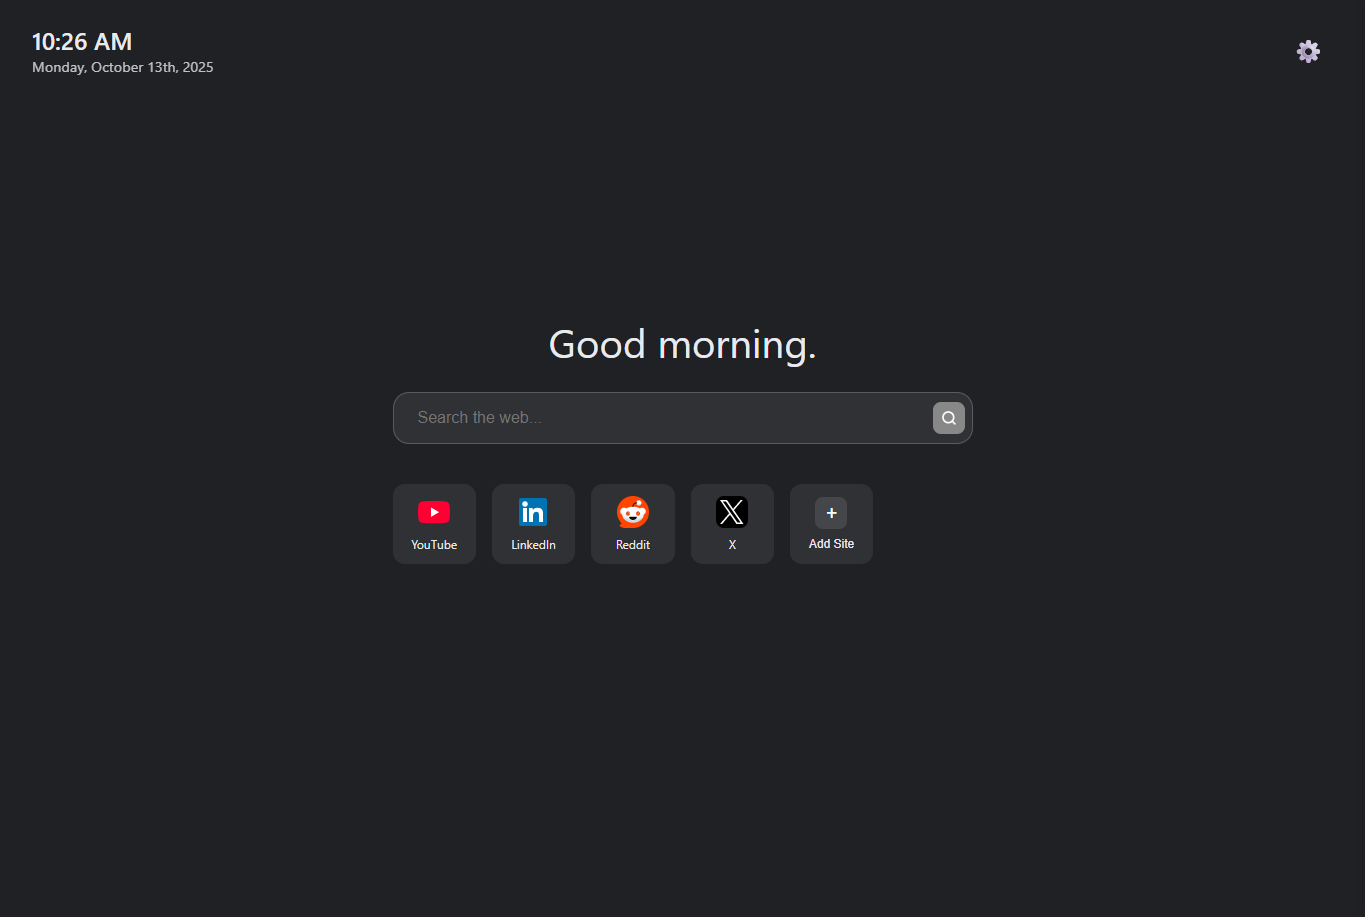 10:26 AM
Monday, October 13th, 2025
Good morning.
Search the web...
YouTube
LinkedIn
Reddit
X
Add Site